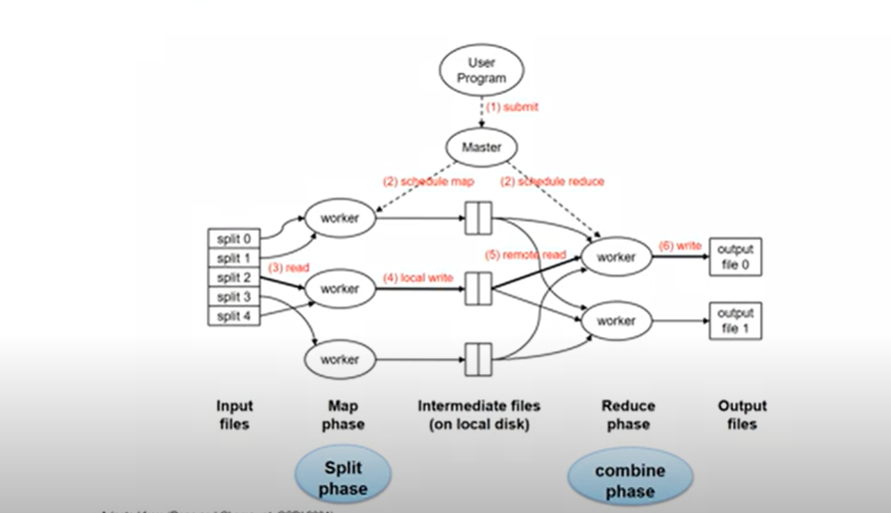 User
Program
(1) submit
Master
(2) schedule map
(2) schedule reduce
worker
split 0
split 1
split 2
split 3
split 4
(3) read
worker
(4) local write
worker
(5) remote read
worker
(6) write
output
file 0
worker
output
file 1
Input
files
Map
phase
Intermediate files
(on local disk)
Reduce
phase
Output
files
Split
phase
combine
phase